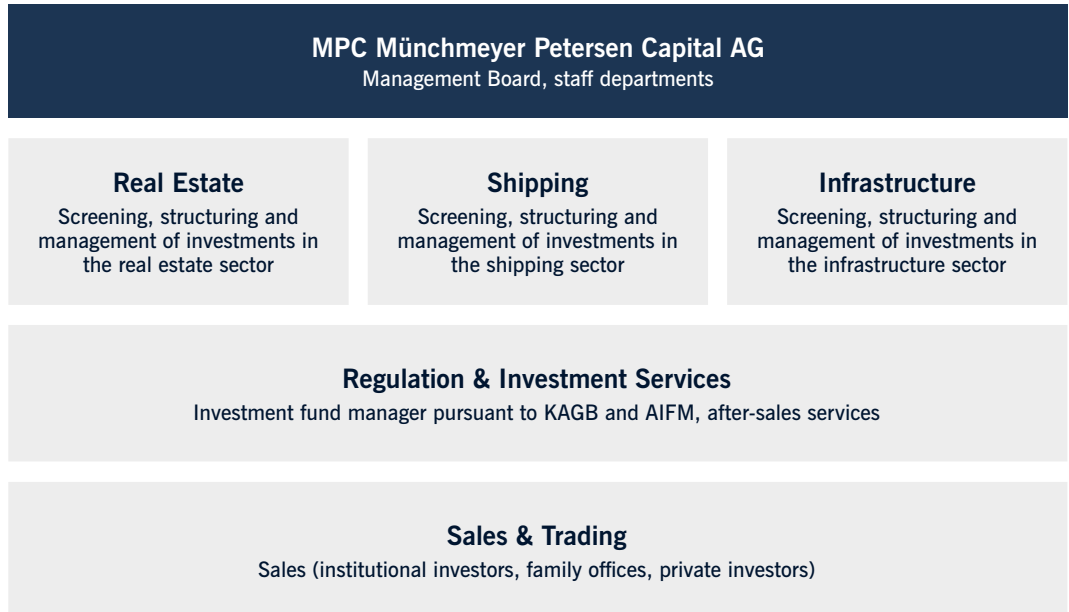 MPC Münchmeyer Petersen Capital AG
Management Board, staff departments
Real Estate
Screening, structuring and
management of investments in
the real estate sector
Shipping
Screening, structuring and
management of investments in
the shipping sector
Infrastructure
Screening, structuring and
management of investments in
the infrastructure sector
Regulation & Investment Services
Investment fund manager pursuant to KAGB and AIFM, after-sales services
Sales & Trading
Sales (institutional investors, family offices, private investors)